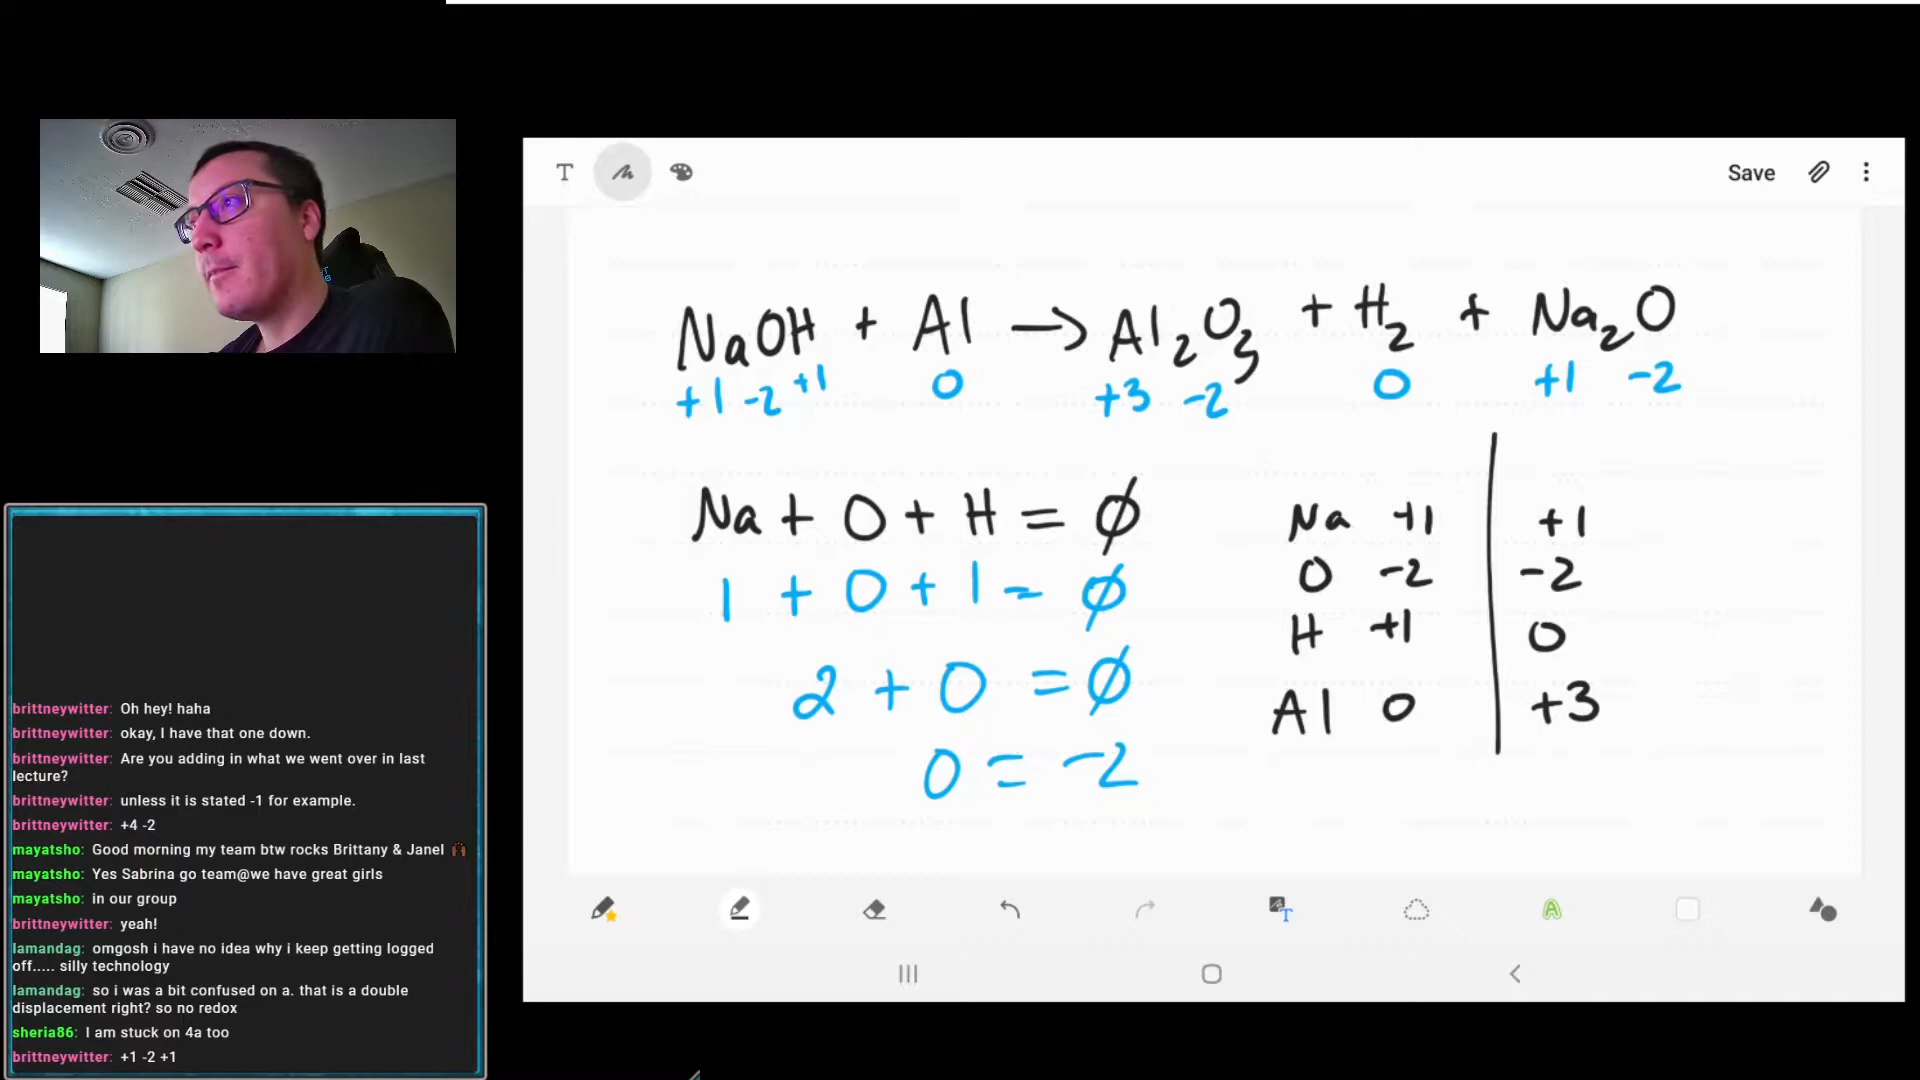 T Save
NaOH + Al → Al₂O₃ + H₂ + Na₂O
+1 -2 +1 0 +3 -2 0 +1 -2
Na + O + H = ∅
1 + O + 1 = ∅
2 + O = ∅
O = -2
Na +1 | +1
O -2 | -2
H +1 | 0
Al 0 | +3
brittneywitter: Oh hey! haha
brittneywitter: okay, I have that one down.
brittneywitter: Are you adding in what we went over in last
lecture?
brittneywitter: unless it is stated -1 for example.
brittneywitter: +4 -2
mayatsho: Good morning my team btw rocks Brittany & Janel
mayatsho: Yes Sabrina go team@we have great girls
mayatsho: in our group
brittneywitter: yeah!
lamandag: omgosh i have no idea why i keep getting logged
off..... silly technology
lamandag: so i was a bit confused on a. that is a double
displacement right? so no redox
sheria86: I am stuck on 4a too
brittneywitter: +1 -2 +1